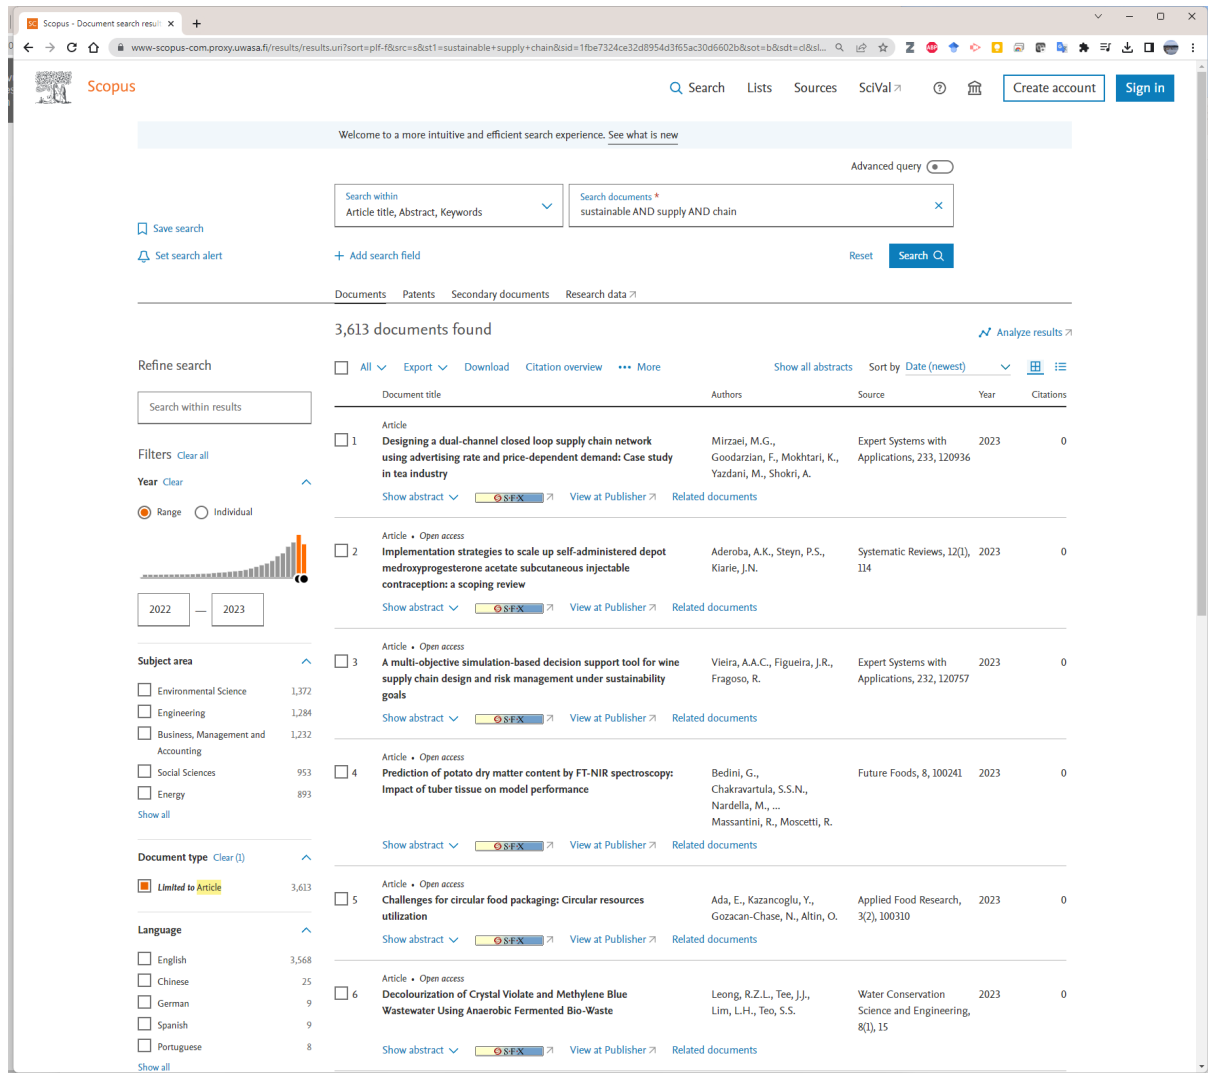 Scopus - Document search result
www-scopus-com.proxy.uwasa.fi/results/results.uri?sort=plf-f&src=s&st1=sustainable+supply+chain&sid=1fbe7324ce32d8954d3f65ac30d6602b&sot=b&sdt=cl&sl...
Scopus
Search Lists Sources SciVal Create account Sign in
Welcome to a more intuitive and efficient search experience. See what is new
Advanced query
Search within
Article title, Abstract, Keywords
Search documents *
sustainable AND supply AND chain
Save search
Set search alert
+ Add search field
Reset
Search
Documents Patents Secondary documents Research data
3,613 documents found
Analyze results
Refine search
Search within results
Filters Clear all
Year Clear
Range Individual
2022 — 2023
Subject area
Environmental Science 1,372
Engineering 1,284
Business, Management and 1,232
Accounting
Social Sciences 953
Energy 893
Show all
Document type Clear (1)
Limited to Article 3,613
Language
English 3,568
Chinese 25
German 9
Spanish 9
Portuguese 8
Show all
All Export Download Citation overview ••• More Show all abstracts Sort by Date (newest)
Document title Authors Source Year Citations
Article
1 Designing a dual-channel closed loop supply chain network
using advertising rate and price-dependent demand: Case study
in tea industry
Mirzaei, M.G.,
Goodarzian, F., Mokhtari, K.,
Yazdani, M., Shokri, A.
Expert Systems with
Applications, 233, 120936
2023 0
Show abstract SFX View at Publisher Related documents
Article • Open access
2 Implementation strategies to scale up self-administered depot
medroxyprogesterone acetate subcutaneous injectable
contraception: a scoping review
Aderoba, A.K., Steyn, P.S.,
Kiarie, J.N.
Systematic Reviews, 12(1),
114
2023 0
Show abstract SFX View at Publisher Related documents
Article • Open access
3 A multi-objective simulation-based decision support tool for wine
supply chain design and risk management under sustainability
goals
Vieira, A.A.C., Figueira, J.R.,
Fragoso, R.
Expert Systems with
Applications, 232, 120757
2023 0
Show abstract SFX View at Publisher Related documents
Article • Open access
4 Prediction of potato dry matter content by FT-NIR spectroscopy:
Impact of tuber tissue on model performance
Bedini, G.,
Chakravartula, S.S.N.,
Nardella, M., ...
Massantini, R., Moscetti, R.
Future Foods, 8, 100241
2023 0
Show abstract SFX View at Publisher Related documents
Article • Open access
5 Challenges for circular food packaging: Circular resources
utilization
Ada, E., Kazancoglu, Y.,
Gozacan-Chase, N., Altin, O.
Applied Food Research,
3(2), 100310
2023 0
Show abstract SFX View at Publisher Related documents
Article • Open access
6 Decolourization of Crystal Violate and Methylene Blue
Wastewater Using Anaerobic Fermented Bio-Waste
Leong, R.Z.L., Tee, J.J.,
Lim, L.H., Teo, S.S.
Water Conservation
Science and Engineering,
8(1), 15
2023 0
Show abstract SFX View at Publisher Related documents